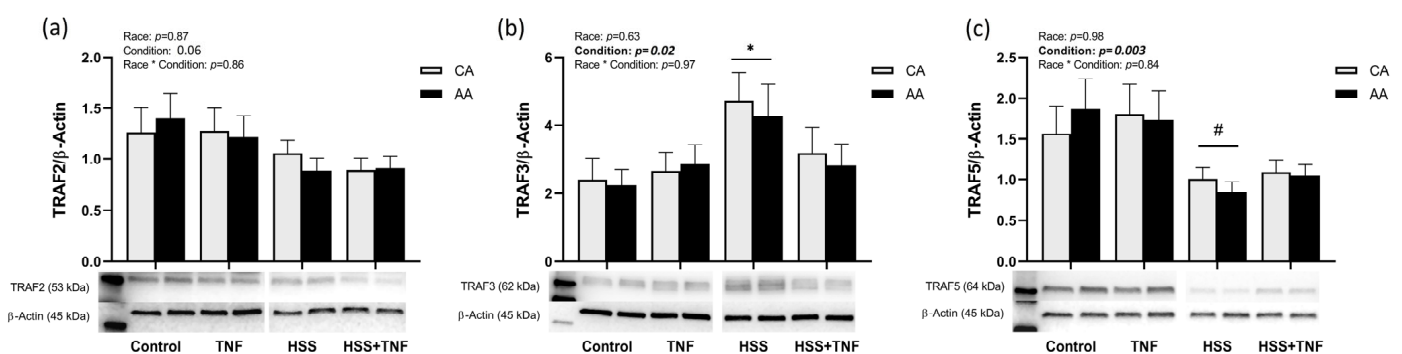 (a)
Race: p=0.87
Condition: 0.06
Race * Condition: p=0.86
2.0
1.5
1.0
0.5
0.0
TRAF2/β-Actin
CA
AA
TRAF2 (53 kDa)
β-Actin (45 kDa)
Control TNF HSS HSS+TNF
(b)
Race: p=0.63
Condition: p=0.02
Race * Condition: p=0.97
*
6
4
2
0
TRAF3/β-Actin
CA
AA
TRAF3 (62 kDa)
β-Actin (45 kDa)
Control TNF HSS HSS+TNF
(c)
Race: p=0.98
Condition: p=0.003
Race * Condition: p=0.84
#
2.5
2.0
1.5
1.0
0.5
0.0
TRAF5/β-Actin
CA
AA
TRAF5 (64 kDa)
β-Actin (45 kDa)
Control TNF HSS HSS+TNF